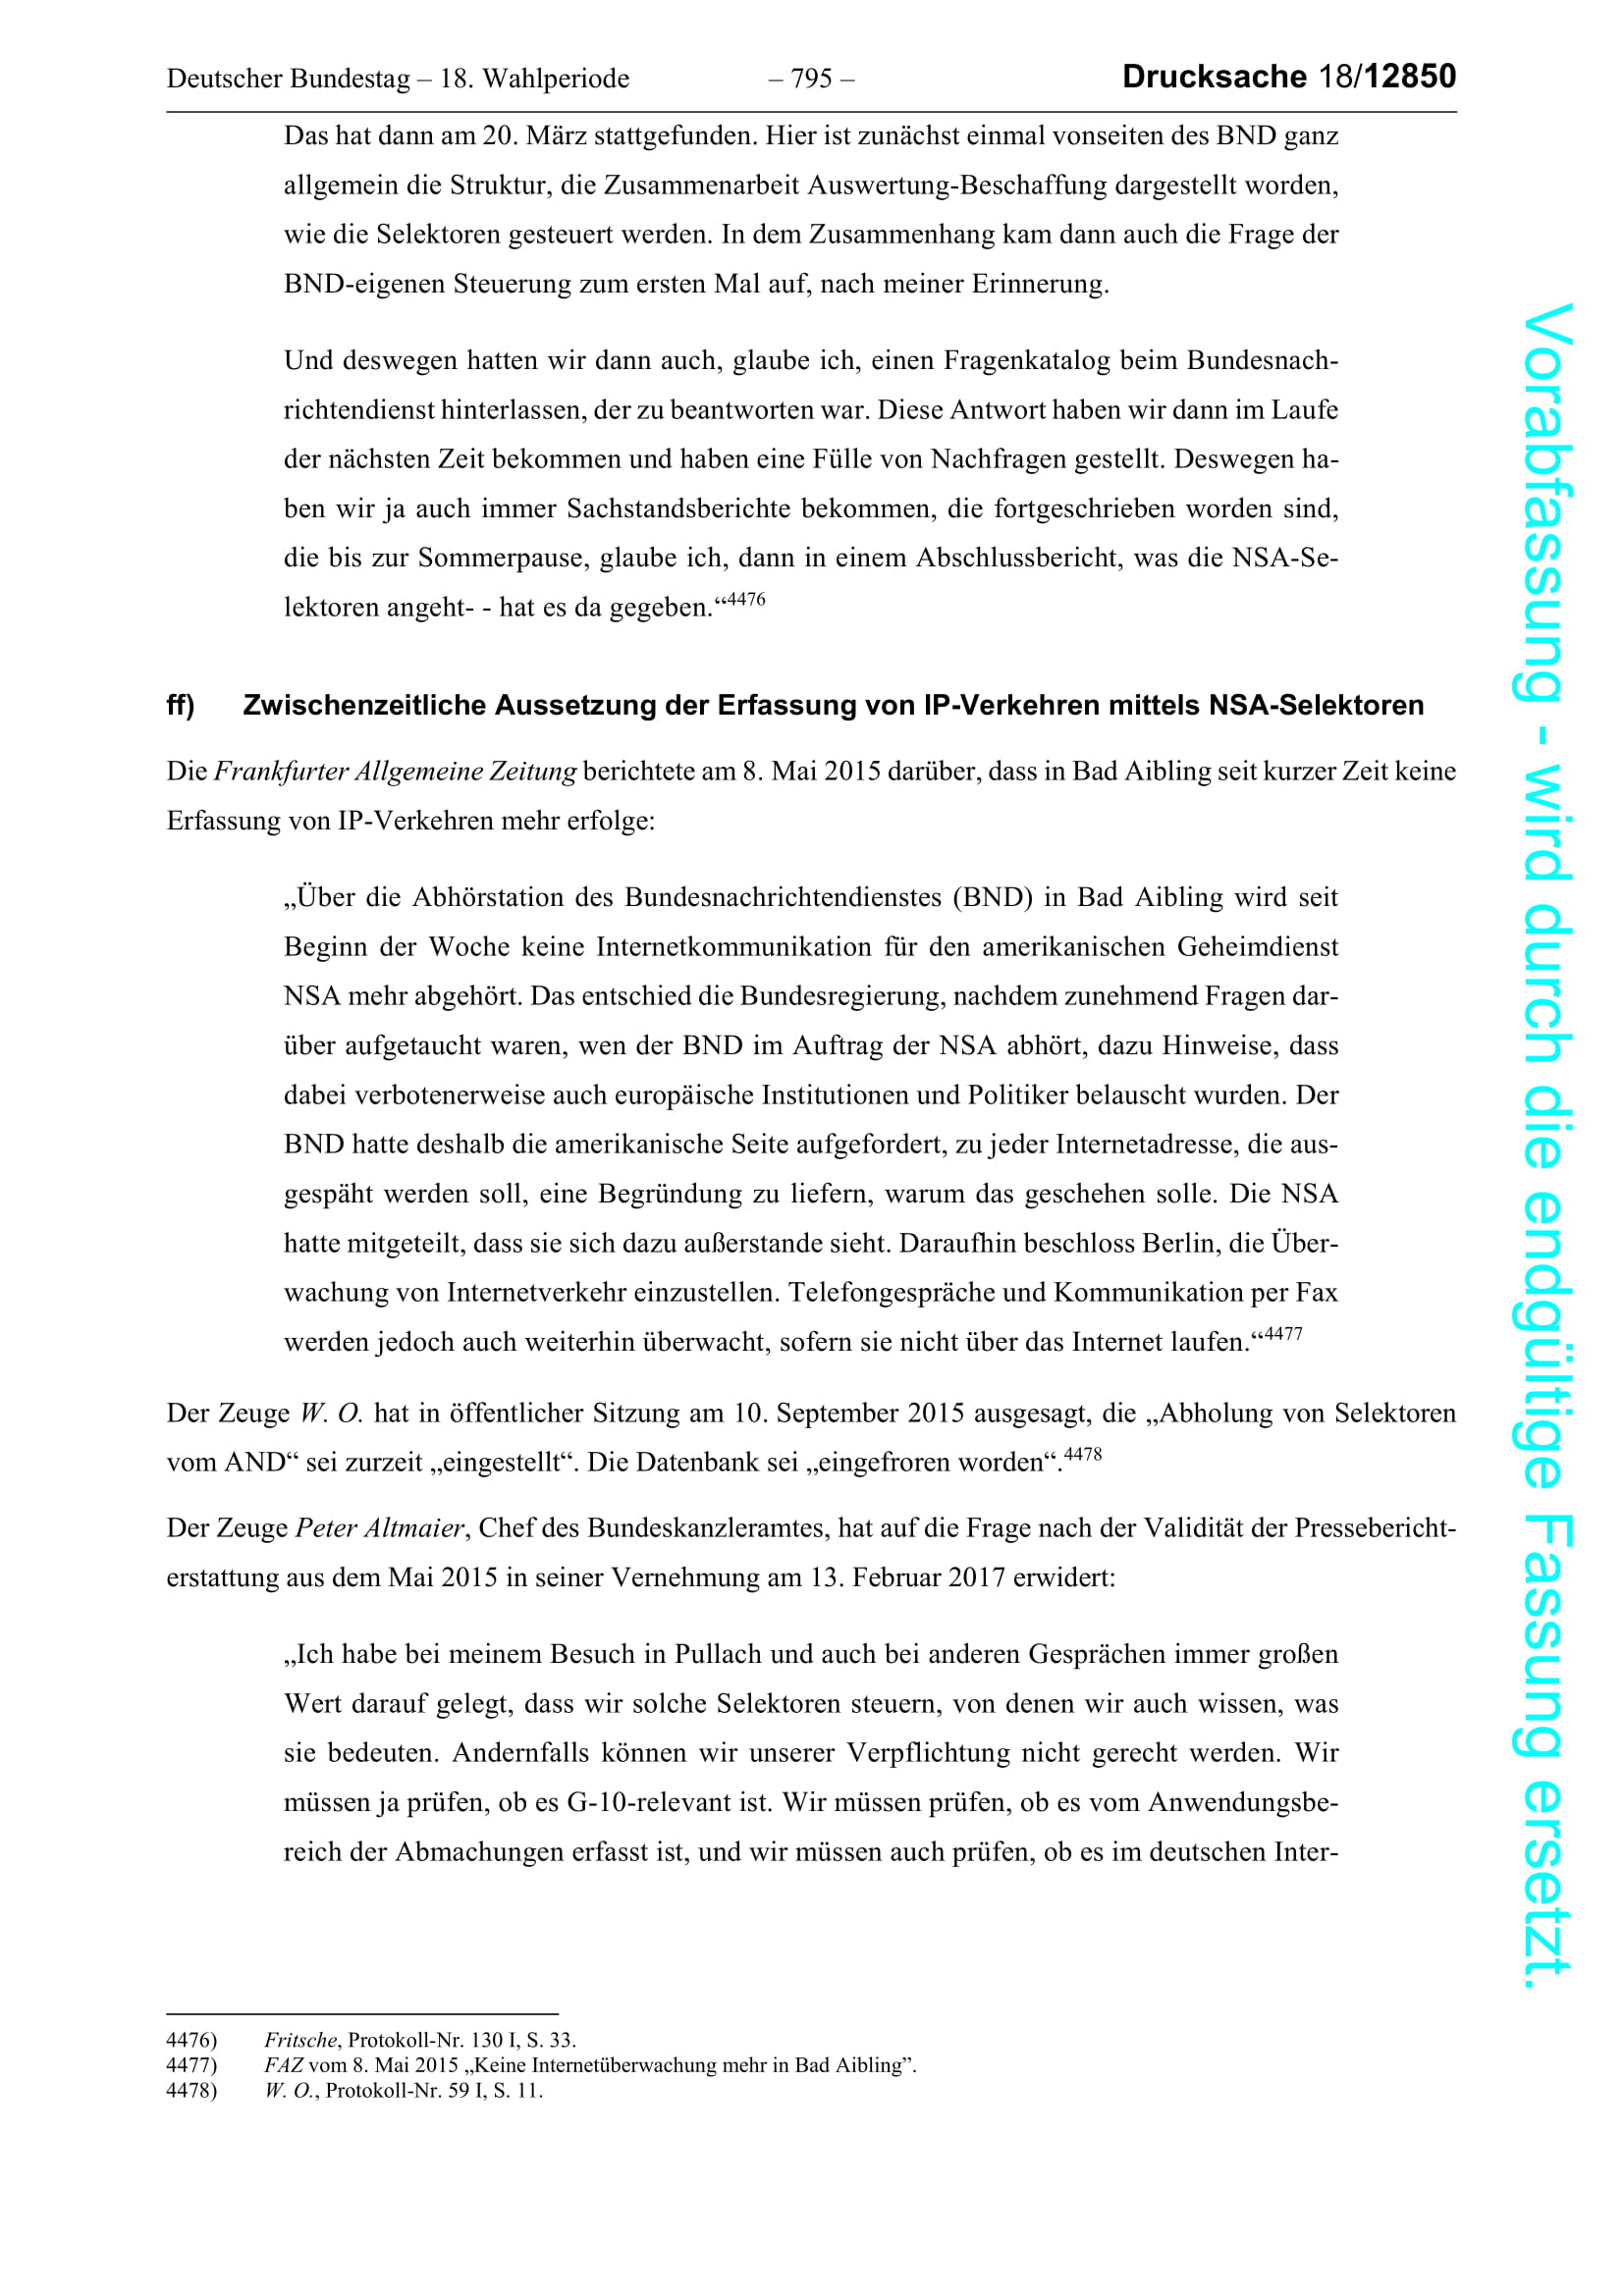 Deutscher Bundestag – 18. Wahlperiode – 795 – Drucksache 18/12850
Das hat dann am 20. März stattgefunden. Hier ist zunächst einmal vonseiten des BND ganz
allgemein die Struktur, die Zusammenarbeit Auswertung-Beschaffung dargestellt worden,
wie die Selektoren gesteuert werden. In dem Zusammenhang kam dann auch die Frage der
BND-eigenen Steuerung zum ersten Mal auf, nach meiner Erinnerung.
Und deswegen hatten wir dann auch, glaube ich, einen Fragenkatalog beim Bundesnach-
richtendienst hinterlassen, der zu beantworten war. Diese Antwort haben wir dann im Laufe
der nächsten Zeit bekommen und haben eine Fülle von Nachfragen gestellt. Deswegen ha-
ben wir ja auch immer Sachstandsberichte bekommen, die fortgeschrieben worden sind,
die bis zur Sommerpause, glaube ich, dann in einem Abschlussbericht, was die NSA-Se-
lektoren angeht- - hat es da gegeben.“4476
ff) Zwischenzeitliche Aussetzung der Erfassung von IP-Verkehren mittels NSA-Selektoren
Die Frankfurter Allgemeine Zeitung berichtete am 8. Mai 2015 darüber, dass in Bad Aibling seit kurzer Zeit keine
Erfassung von IP-Verkehren mehr erfolge:
„Über die Abhörstation des Bundesnachrichtendienstes (BND) in Bad Aibling wird seit
Beginn der Woche keine Internetkommunikation für den amerikanischen Geheimdienst
NSA mehr abgehört. Das entschied die Bundesregierung, nachdem zunehmend Fragen dar-
über aufgetaucht waren, wen der BND im Auftrag der NSA abhört, dazu Hinweise, dass
dabei verbotenerweise auch europäische Institutionen und Politiker belauscht wurden. Der
BND hatte deshalb die amerikanische Seite aufgefordert, zu jeder Internetadresse, die aus-
gespäht werden soll, eine Begründung zu liefern, warum das geschehen solle. Die NSA
hatte mitgeteilt, dass sie sich dazu außerstande sieht. Daraufhin beschloss Berlin, die Über-
wachung von Internetverkehr einzustellen. Telefongespräche und Kommunikation per Fax
werden jedoch auch weiterhin überwacht, sofern sie nicht über das Internet laufen.“4477
Der Zeuge W. O. hat in öffentlicher Sitzung am 10. September 2015 ausgesagt, die „Abholung von Selektoren
vom AND“ sei zurzeit „eingestellt“. Die Datenbank sei „eingefroren worden“.4478
Der Zeuge Peter Altmaier, Chef des Bundeskanzleramtes, hat auf die Frage nach der Validität der Pressebericht-
erstattung aus dem Mai 2015 in seiner Vernehmung am 13. Februar 2017 erwidert:
„Ich habe bei meinem Besuch in Pullach und auch bei anderen Gesprächen immer großen
Wert darauf gelegt, dass wir solche Selektoren steuern, von denen wir auch wissen, was
sie bedeuten. Andernfalls können wir unserer Verpflichtung nicht gerecht werden. Wir
müssen ja prüfen, ob es G-10-relevant ist. Wir müssen prüfen, ob es vom Anwendungsbe-
reich der Abmachungen erfasst ist, und wir müssen auch prüfen, ob es im deutschen Inter-
4476) Fritsche, Protokoll-Nr. 130 I, S. 33.
4477) FAZ vom 8. Mai 2015 „Keine Internetüberwachung mehr in Bad Aibling”.
4478) W. O., Protokoll-Nr. 59 I, S. 11.
Vorabfassung - wird durch die endgültige Fassung ersetzt.